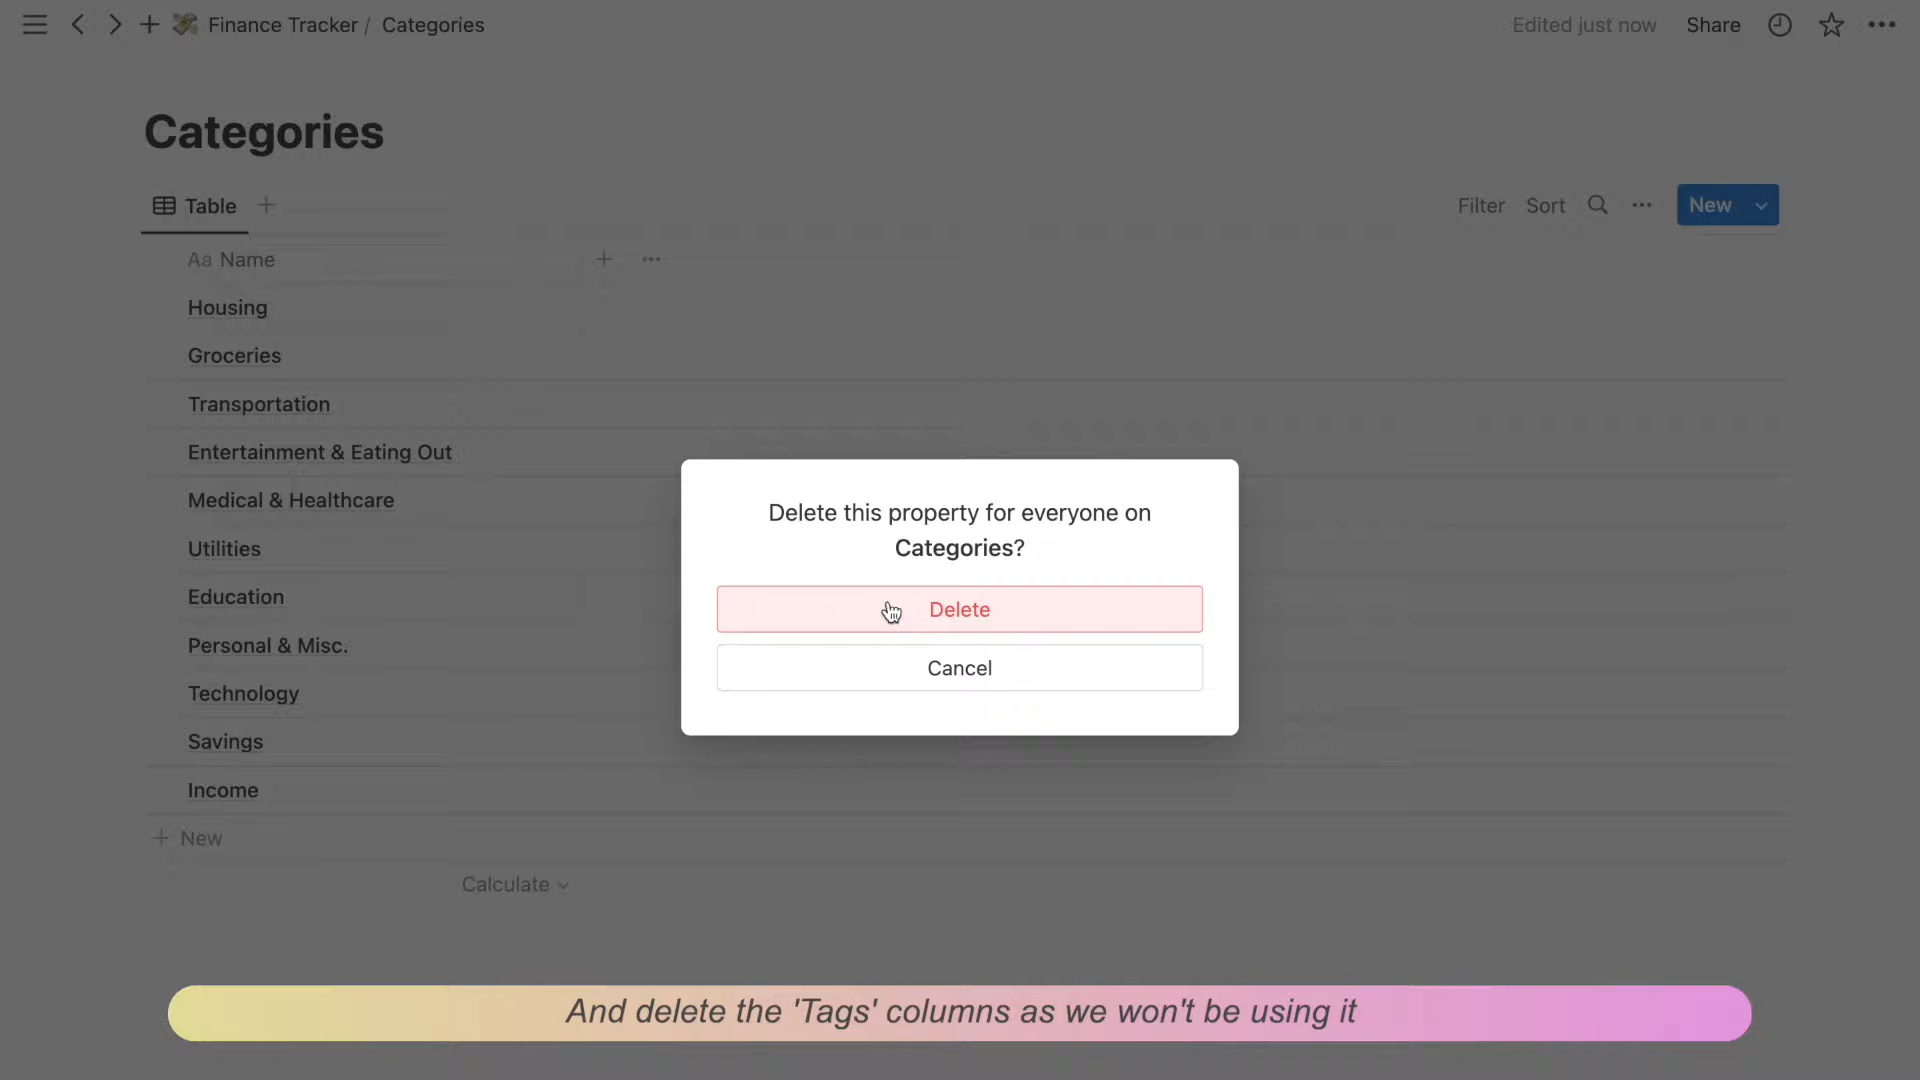 Finance Tracker / Categories
Edited just now Share
Categories
Table
Filter Sort New
Aa Name
Housing
Groceries
Transportation
Entertainment & Eating Out
Medical & Healthcare
Utilities
Education
Personal & Misc.
Technology
Savings
Income
New
Calculate
Delete this property for everyone on
Categories?
Delete
Cancel
And delete the 'Tags' columns as we won't be using it